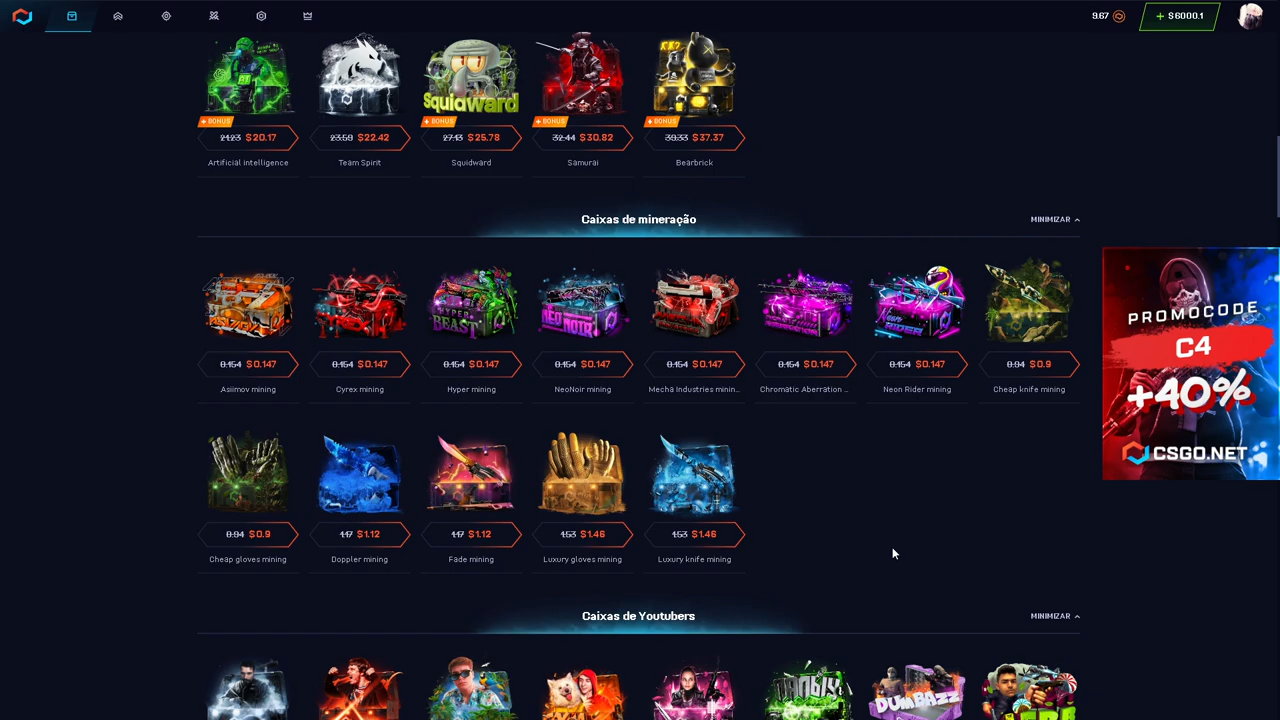 9.67
+ $6000.1
Squidward
+ BONUS
+ BONUS
+ BONUS
+ BONUS
21.23 $20.17
23.59 $22.42
27.13 $25.78
32.44 $30.82
39.33 $37.37
Artificial intelligence
Team Spirit
Squidward
Samurai
Bearbrick
Caixas de mineração
MINIMIZAR
HYPER BEAST
NEO NOIR
Neon RIDER
0.154 $0.147
0.154 $0.147
0.154 $0.147
0.154 $0.147
0.154 $0.147
0.154 $0.147
0.154 $0.147
0.94 $0.9
Asiimov mining
Cyrex mining
Hyper mining
NeoNoir mining
Mecha Industries minin...
Chromatic Aberration ...
Neon Rider mining
Cheap knife mining
PROMOCODE
C4
+40%
CSGO.NET
0.94 $0.9
1.17 $1.12
1.17 $1.12
1.53 $1.46
1.53 $1.46
Cheap gloves mining
Doppler mining
Fade mining
Luxury gloves mining
Luxury knife mining
Caixas de Youtubers
MINIMIZAR
DUMBAZZ